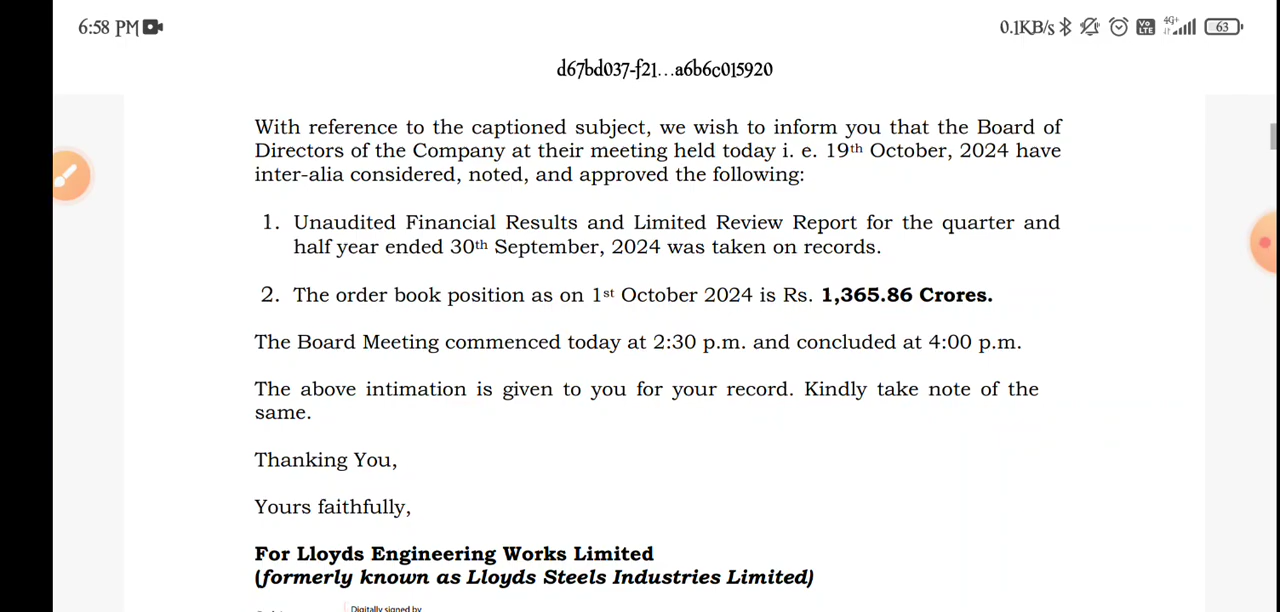 6:58 PM
0.1KB/s Vo LTE 4G+ 63
d67bd037-f21...a6b6c015920
With reference to the captioned subject, we wish to inform you that the Board of
Directors of the Company at their meeting held today i. e. 19th October, 2024 have
inter-alia considered, noted, and approved the following:
1. Unaudited Financial Results and Limited Review Report for the quarter and
half year ended 30th September, 2024 was taken on records.
2. The order book position as on 1st October 2024 is Rs. 1,365.86 Crores.
The Board Meeting commenced today at 2:30 p.m. and concluded at 4:00 p.m.
The above intimation is given to you for your record. Kindly take note of the
same.
Thanking You,
Yours faithfully,
For Lloyds Engineering Works Limited
(formerly known as Lloyds Steels Industries Limited)
Digitally signed by